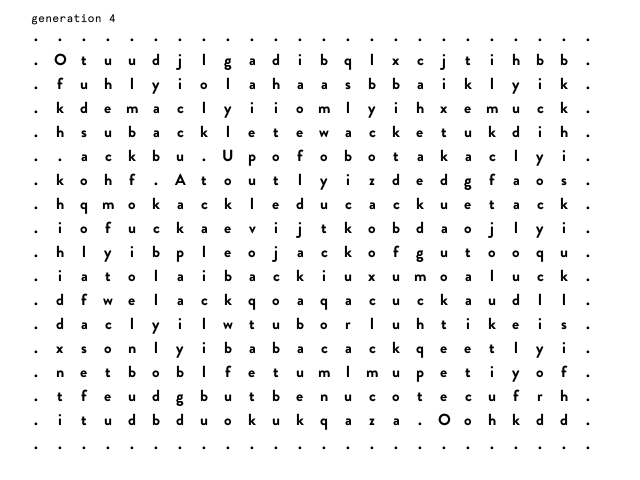 generation 4
. . . . . . . . . . . . . . . . . . . . . . . .
. O t u u d j l g a d i b q l x c j t i h b b .
. f u h l y i o l a h a a s b b a i k l y i k .
. k d e m a c l y i i o m l y i h x e m u c k .
. h s u b a c k l e t e w a c k e t u k d i h .
. . a c k b u . U p o f o b o t a k a c l y i .
. k o h f . A t o u t l y i z d e d g f a o s .
. h q m o k a c k l e d u c a c k u e t a c k .
. i o f u c k a e v i j t k o b d a o j l y i .
. h l y i b p l e o j a c k o f g u t o o q u .
. i a t o l a i b a c k i u x u m o a l u c k .
. d f w e l a c k q o a q a c u c k a u d l l .
. d a c l y i l w t u b o r l u h t i k e i s .
. x s o n l y i b a b a c a c k q e e t l y i .
. n e t b o b l f e t u m l m u p e t i y o f .
. t f e u d g b u t b e n u c o t e c u f r h .
. i t u d b d u o k u k q a z a . O o h k d d .
. . . . . . . . . . . . . . . . . . . . . . . .